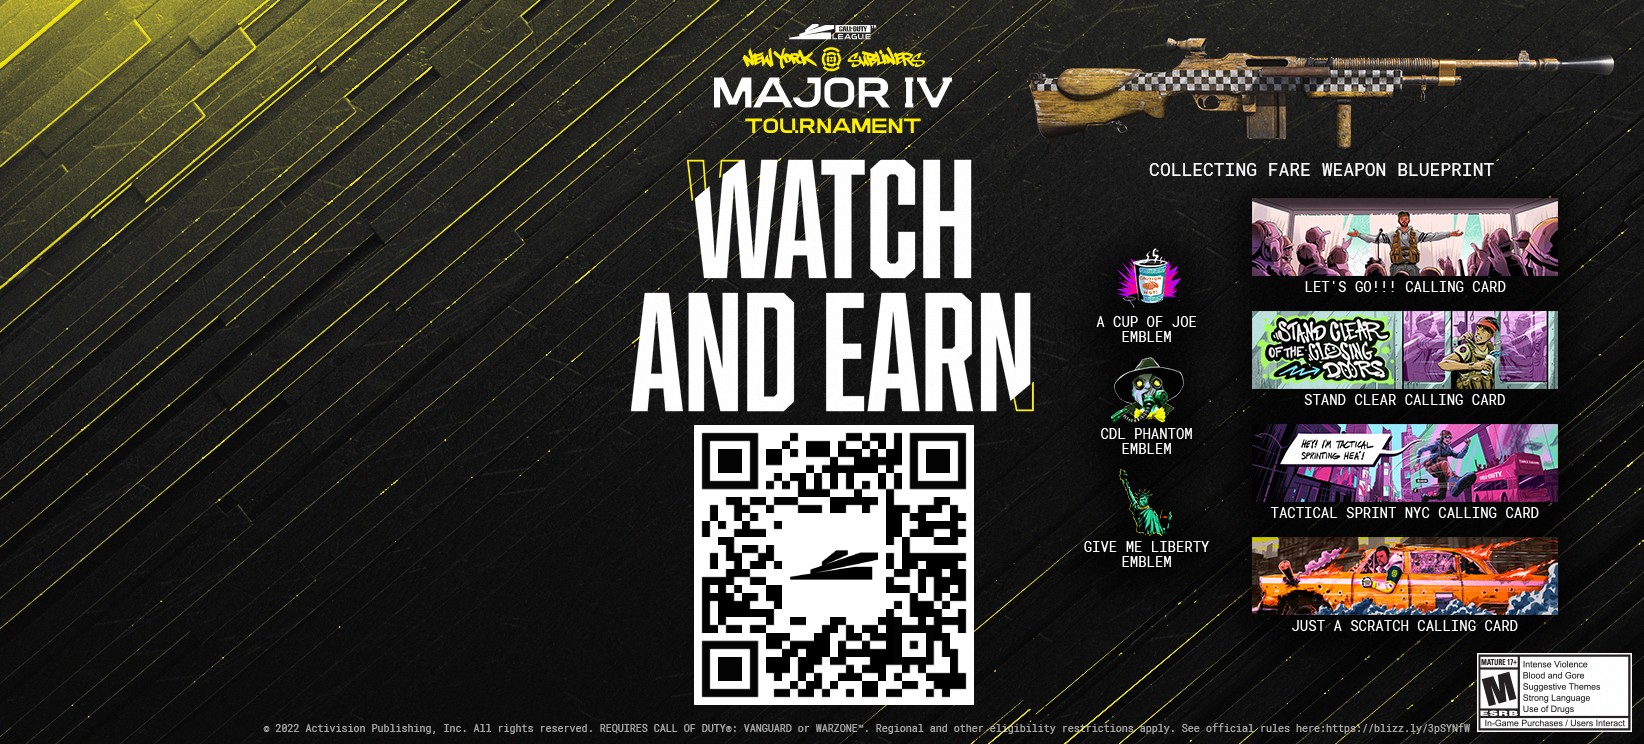 CALL OF DUTY
LEAGUE
NEW YORK SUBLINERS
MAJOR IV
TOURNAMENT
WATCH
AND EARN
COLLECTING FARE WEAPON BLUEPRINT
A CUP OF JOE
EMBLEM
CDL PHANTOM
EMBLEM
GIVE ME LIBERTY
EMBLEM
LET'S GO!!! CALLING CARD
STAND CLEAR
OF THE CLOSING
DOORS
STAND CLEAR CALLING CARD
HEY! I'M TACTICAL
SPRINTING HEA'!
CALL OF DUTY
TACTICAL SPRINT NYC CALLING CARD
JUST A SCRATCH CALLING CARD
MATURE 17+
M
ESRB
Intense Violence
Blood and Gore
Suggestive Themes
Strong Language
Use of Drugs
In-Game Purchases / Users Interact
© 2022 Activision Publishing, Inc. All rights reserved. REQUIRES CALL OF DUTY®: VANGUARD or WARZONE™. Regional and other eligibility restrictions apply. See official rules here:https://blizz.ly/3pSYNfW